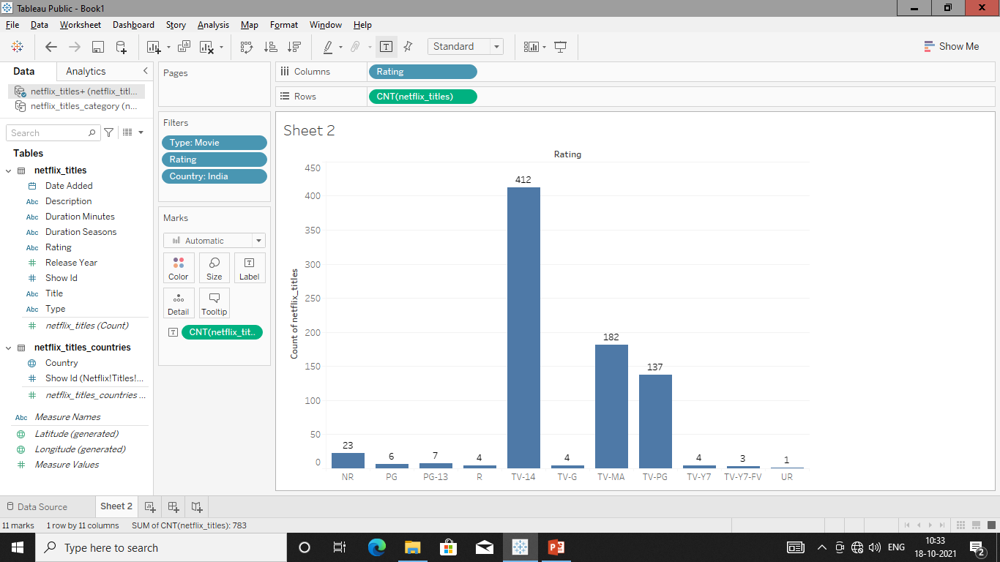 Tableau Public - Book1
File Data Worksheet Dashboard Story Analysis Map Format Window Help
Standard
Show Me
Data Analytics
netflix_titles+ (netflix_titl...
netflix_titles_category (n...
Search
Tables
netflix_titles
Date Added
Abc Description
Abc Duration Minutes
Abc Duration Seasons
Abc Rating
# Release Year
# Show Id
Abc Title
Abc Type
# netflix_titles (Count)
netflix_titles_countries
Country
# Show Id (Netflix!Titles!...
# netflix_titles_countries ...
Abc Measure Names
Latitude (generated)
Longitude (generated)
# Measure Values
Pages
Filters
Type: Movie
Rating
Country: India
Marks
Automatic
Color Size T Label
Detail Tooltip
T CNT(netflix_tit..
Columns Rating
Rows CNT(netflix_titles)
Sheet 2
Rating
Count of netflix_titles
450
400
350
300
250
200
150
100
50
0
23 6 7 4 412 4 182 137 4 3 1
NR PG PG-13 R TV-14 TV-G TV-MA TV-PG TV-Y7 TV-Y7-FV UR
Data Source Sheet 2
11 marks 1 row by 11 columns SUM of CNT(netflix_titles): 783
Type here to search
ENG
10:33
18-10-2021
2